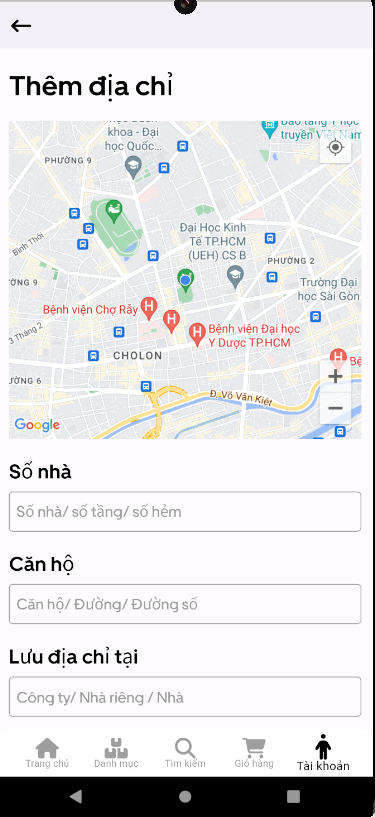 Thêm địa chỉ
Bảo tàng Y học
truyền Việt Nam
khoa - Đại
học Quốc...
PHƯỜNG 9
PHƯỜNG 9
Bình Thới
Đại Học Kinh
Tế TP.HCM
(UEH) CS B
PHƯỜNG 2
Trường Đại
học Sài Gòn
Bệnh viện Chợ Rẫy
3 Tháng 2
Bệnh viện Đại học
Y Dược TP.HCM
CHOLON
ƯỜNG 6
Đ. Võ Văn Kiệt
Google
Số nhà
Số nhà/ số tầng/ số hẻm
Căn hộ
Căn hộ/ Đường/ Đường số
Lưu địa chỉ tại
Công ty/ Nhà riêng / Nhà
Trang chủ
Danh mục
Tìm kiếm
Giỏ hàng
Tài khoản